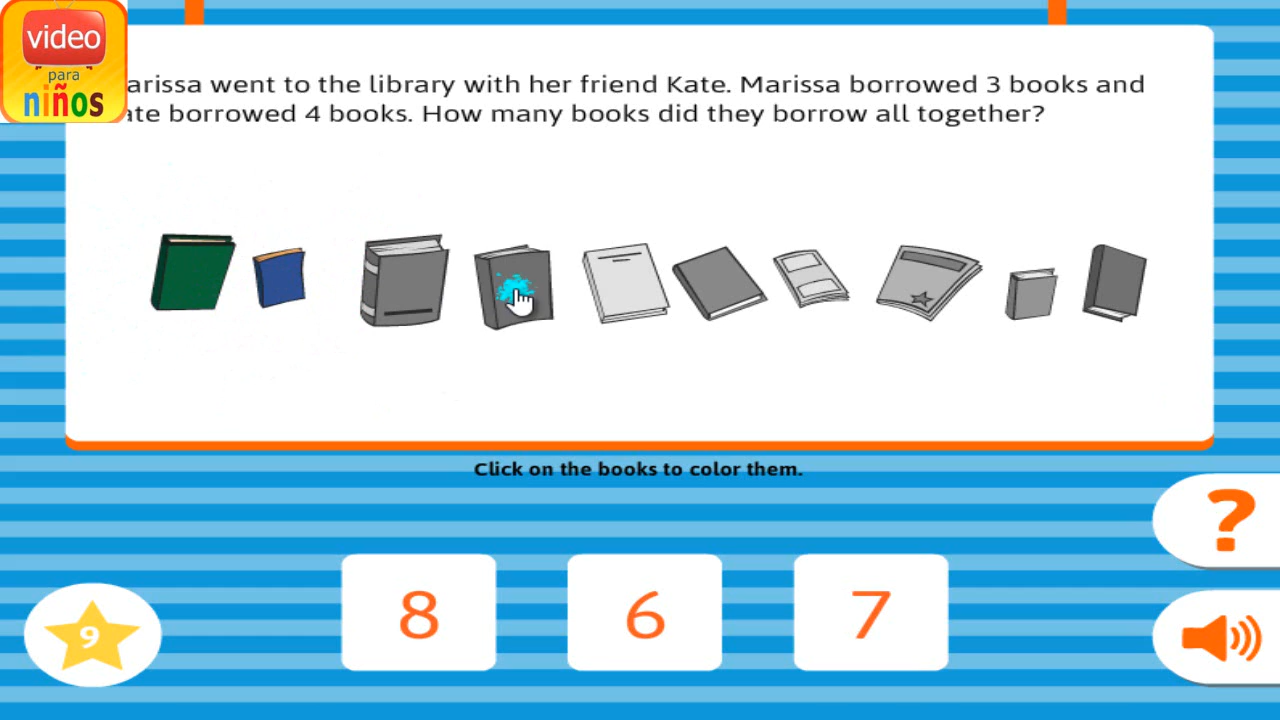 video
para
niños
arissa went to the library with her friend Kate. Marissa borrowed 3 books and
ate borrowed 4 books. How many books did they borrow all together?
Click on the books to color them.
?
8 6 7
9